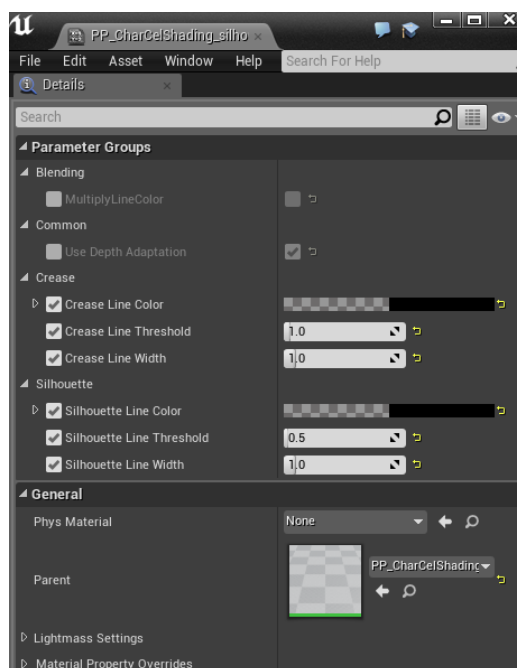 PP_CharCelShading_silho
File Edit Asset Window Help Search For Help
Details
Search
Parameter Groups
Blending
MultiplyLineColor
Common
Use Depth Adaptation
Crease
Crease Line Color
Crease Line Threshold 1.0
Crease Line Width 1.0
Silhouette
Silhouette Line Color
Silhouette Line Threshold 0.5
Silhouette Line Width 1.0
General
Phys Material None
PP_CharCelShading
Parent
Lightmass Settings
Material Property Overrides